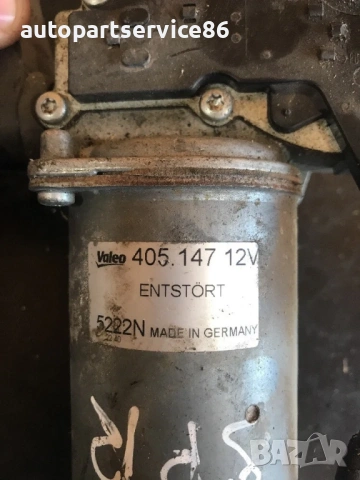 autopartservice86
Valeo 405.147 12V
ENTSTÖRT
5222N MADE IN GERMANY
BAZAR